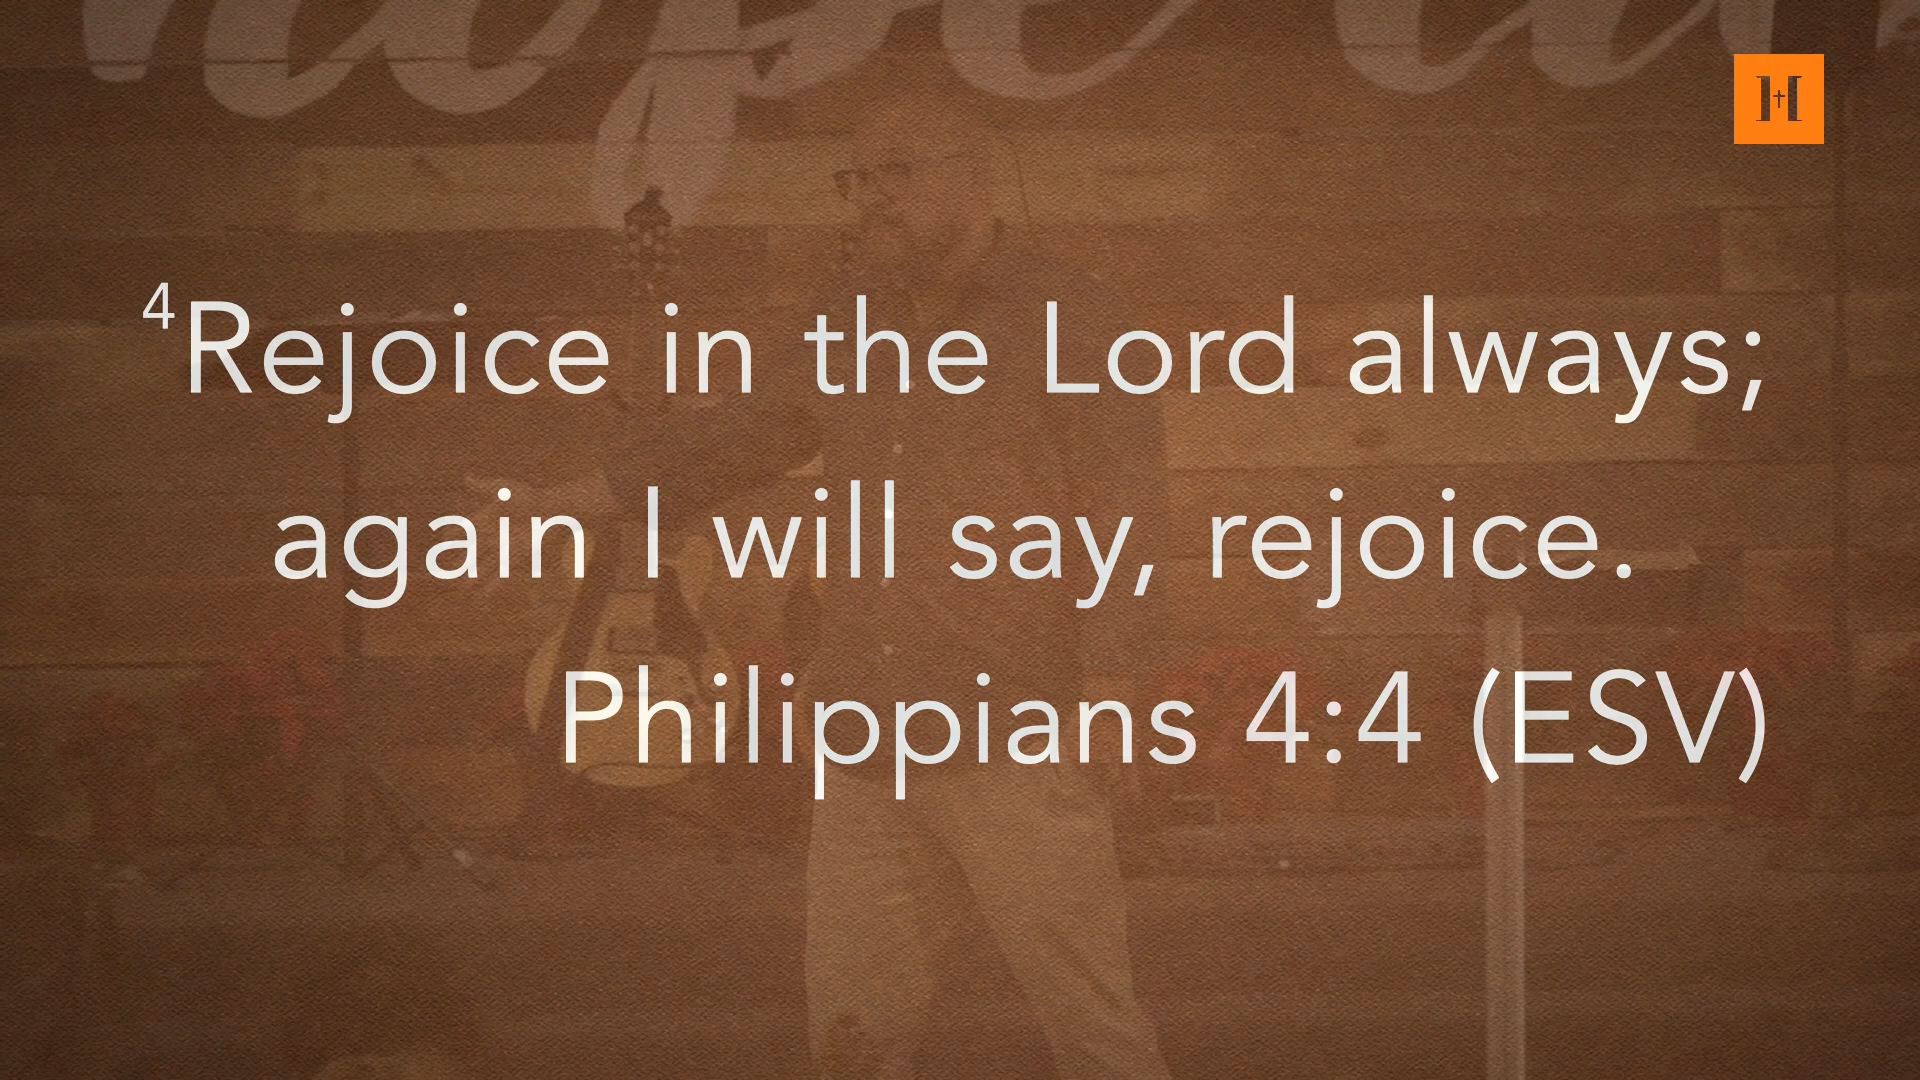 ⁴Rejoice in the Lord always;
again I will say, rejoice.
Philippians 4:4 (ESV)
H